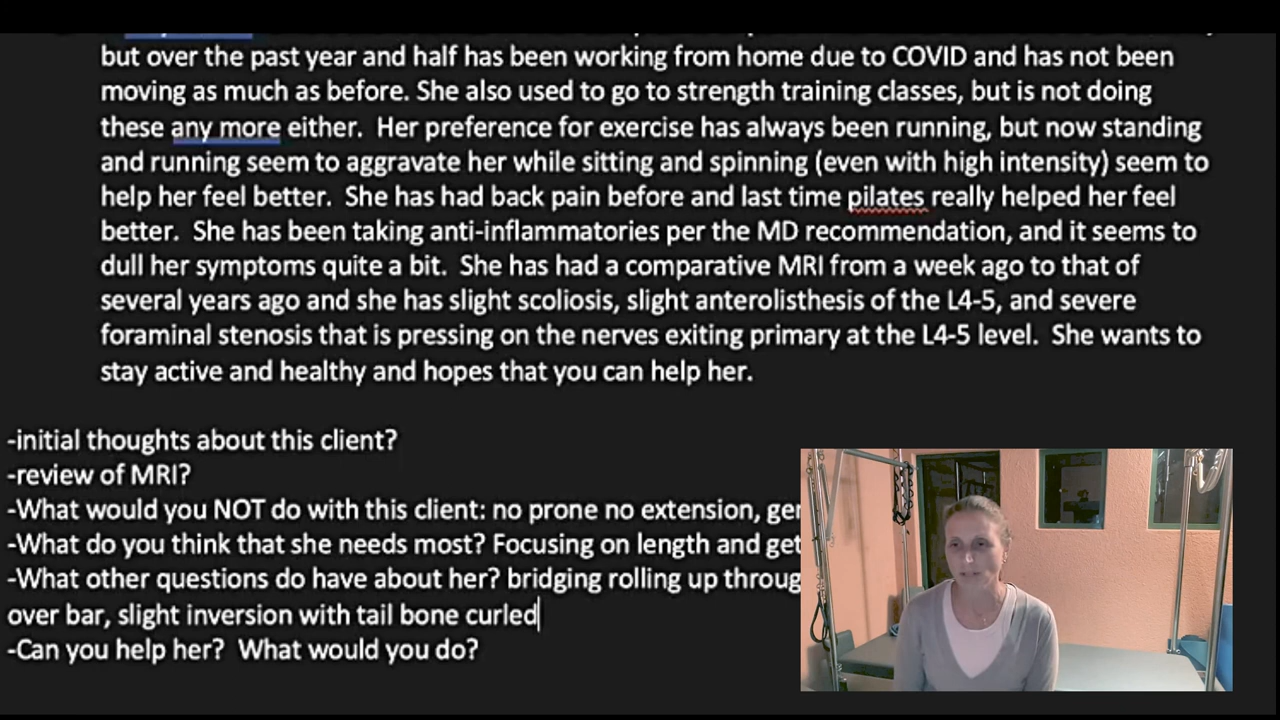 but over the past year and half has been working from home due to COVID and has not been
moving as much as before. She also used to go to strength training classes, but is not doing
these any more either.  Her preference for exercise has always been running, but now standing
and running seem to aggravate her while sitting and spinning (even with high intensity) seem to
help her feel better.  She has had back pain before and last time pilates really helped her feel
better.  She has been taking anti-inflammatories per the MD recommendation, and it seems to
dull her symptoms quite a bit.  She has had a comparative MRI from a week ago to that of
several years ago and she has slight scoliosis, slight anterolisthesis of the L4-5, and severe
foraminal stenosis that is pressing on the nerves exiting primary at the L4-5 level.  She wants to
stay active and healthy and hopes that you can help her.
-initial thoughts about this client?
-review of MRI?
-What would you NOT do with this client: no prone no extension,
-What do you think that she needs most? Focusing on length and
-What other questions do have about her? bridging rolling up
over bar, slight inversion with tail bone curled
-Can you help her?  What would you do?